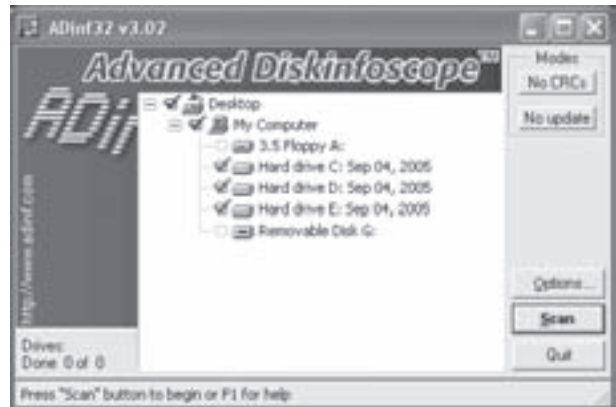 ADinf32 v3.02
Advanced Diskinfoscope™
ADinf
http://www.adinf.com
Desktop
My Computer
3.5 Floppy A:
Hard drive C: Sep 04, 2005
Hard drive D: Sep 04, 2005
Hard drive E: Sep 04, 2005
Removable Disk G:
Modes
No CRCs
No update
Options...
Scan
Quit
Drives:
Done: 0 of 0
Press "Scan" button to begin or F1 for help